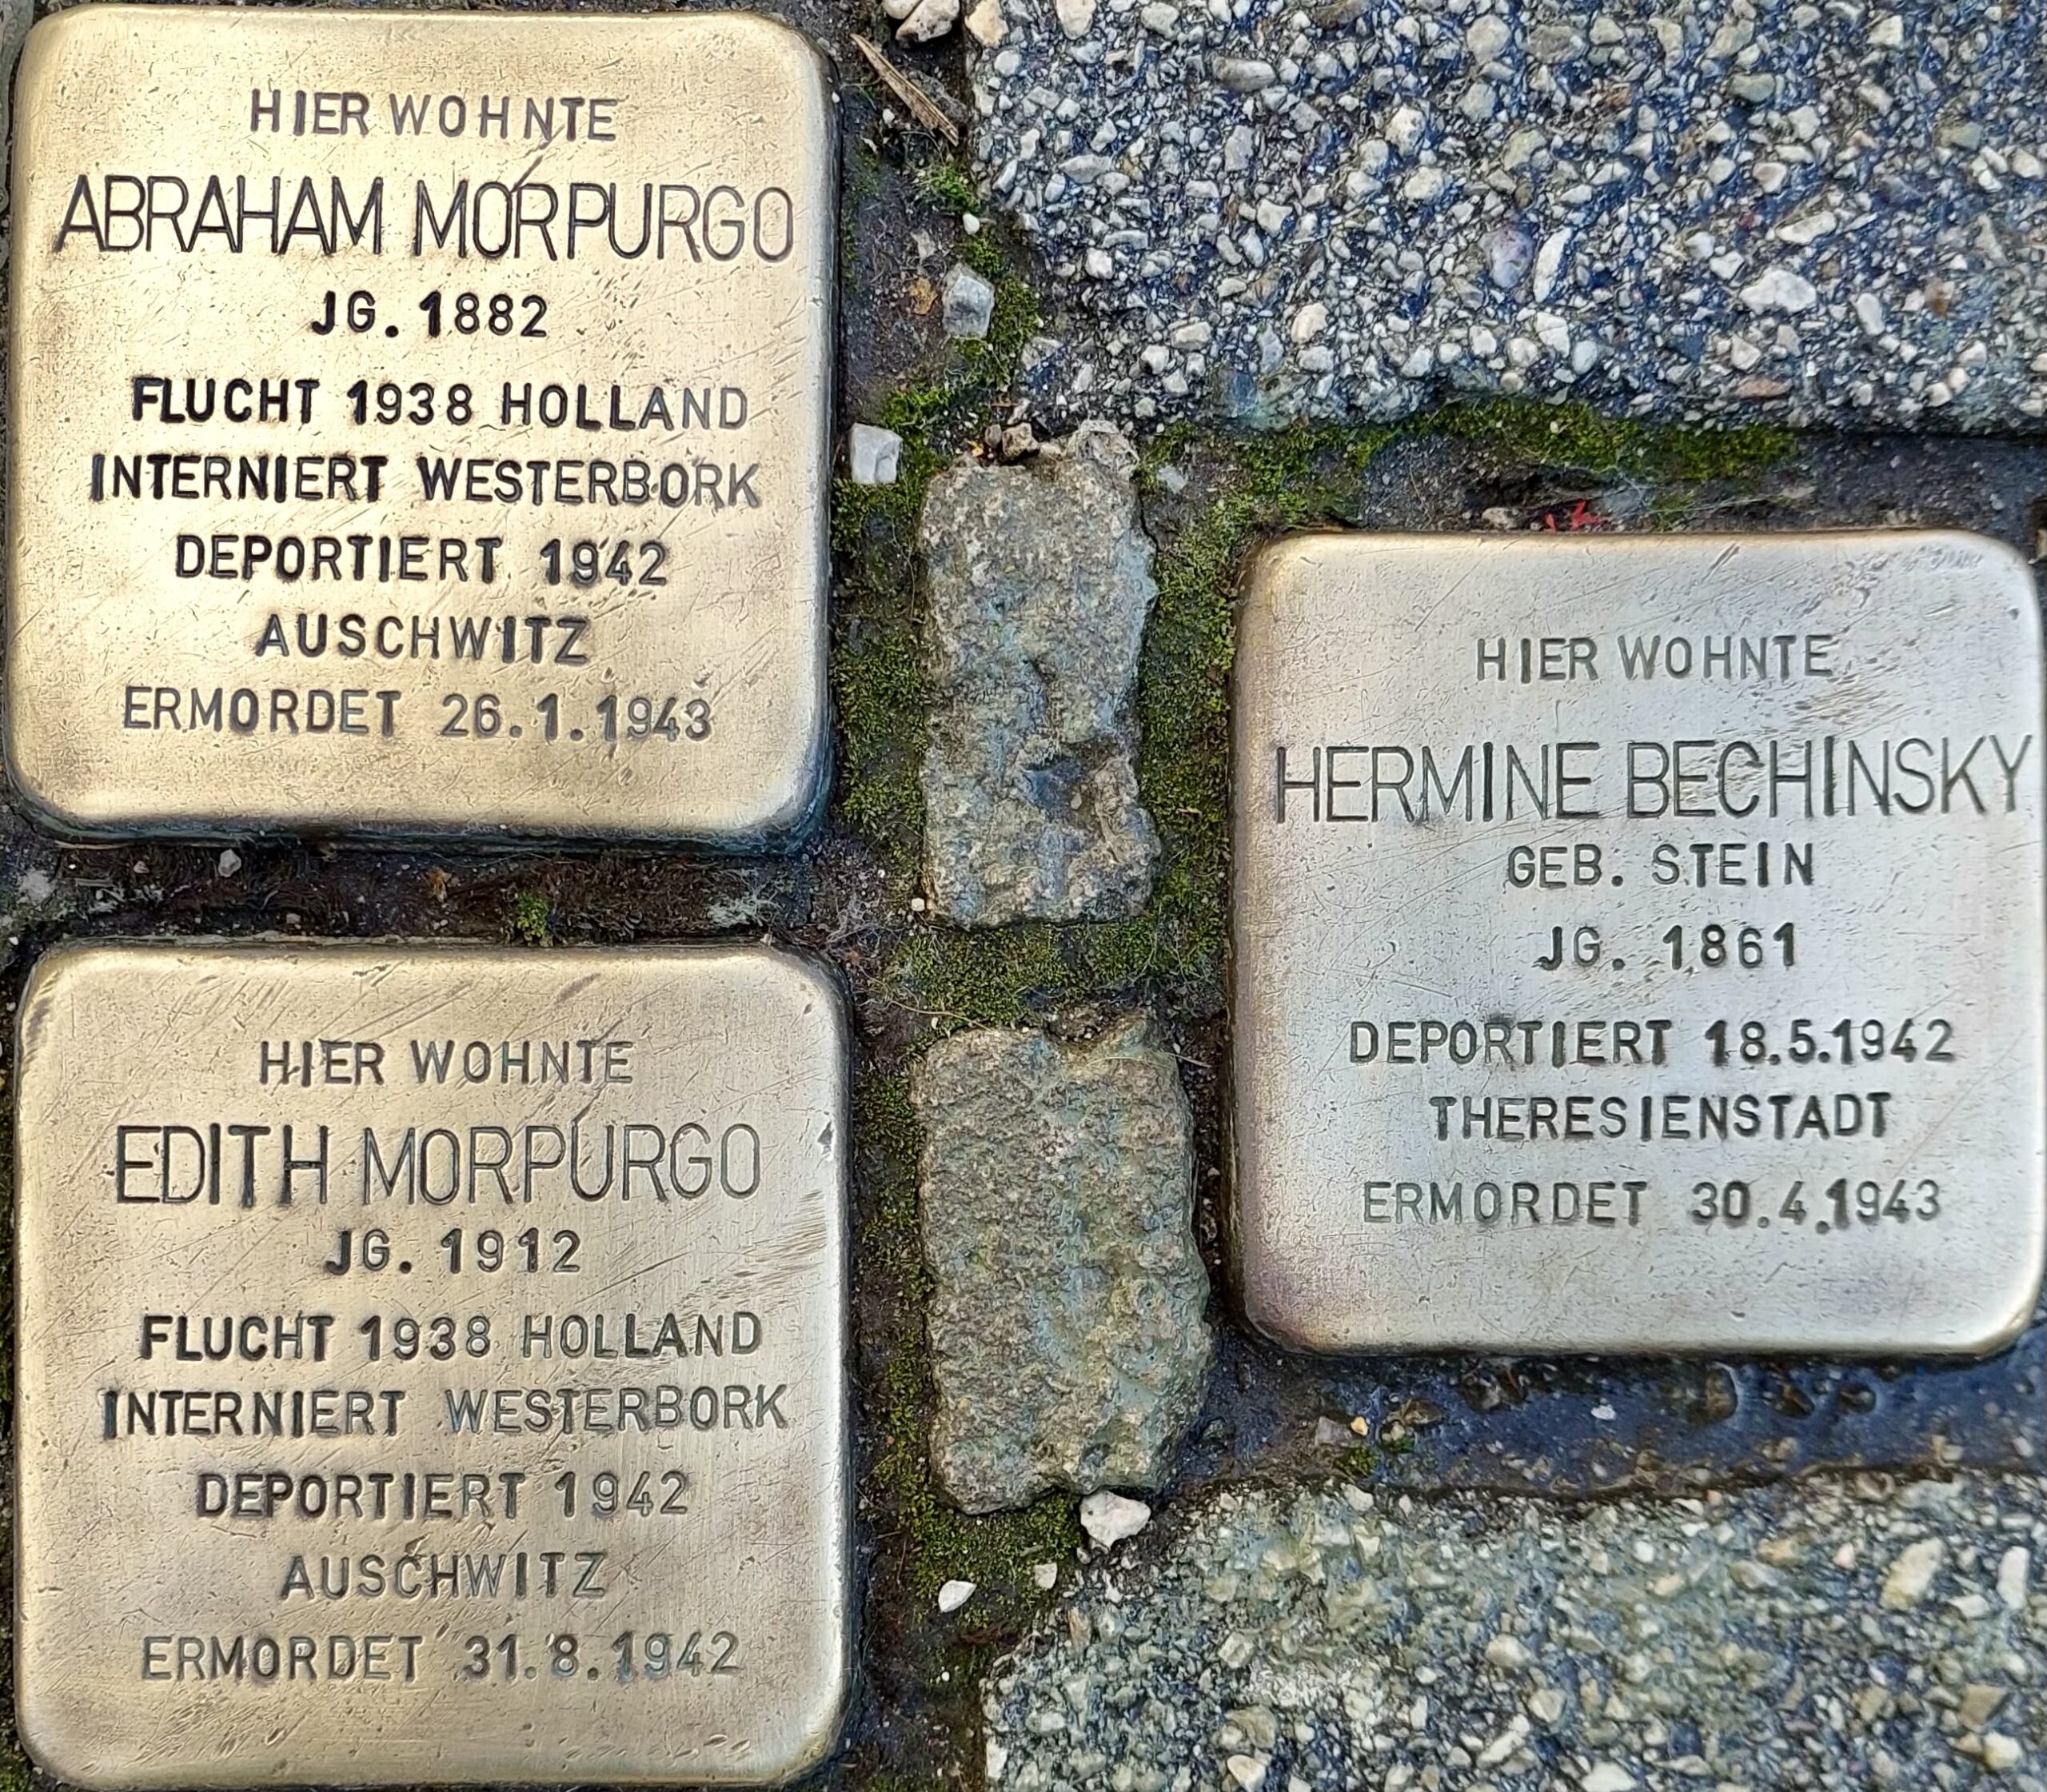 HIER WOHNTE
ABRAHAM MORPURGO
JG. 1882
FLUCHT 1938 HOLLAND
INTERNIERT WESTERBORK
DEPORTIERT 1942
AUSCHWITZ
ERMORDET 26.1.1943
HIER WOHNTE
EDITH MORPURGO
JG. 1912
FLUCHT 1938 HOLLAND
INTERNIERT WESTERBORK
DEPORTIERT 1942
AUSCHWITZ
ERMORDET 31.8.1942
HIER WOHNTE
HERMINE BECHINSKY
GEB. STEIN
JG. 1861
DEPORTIERT 18.5.1942
THERESIENSTADT
ERMORDET 30.4.1943